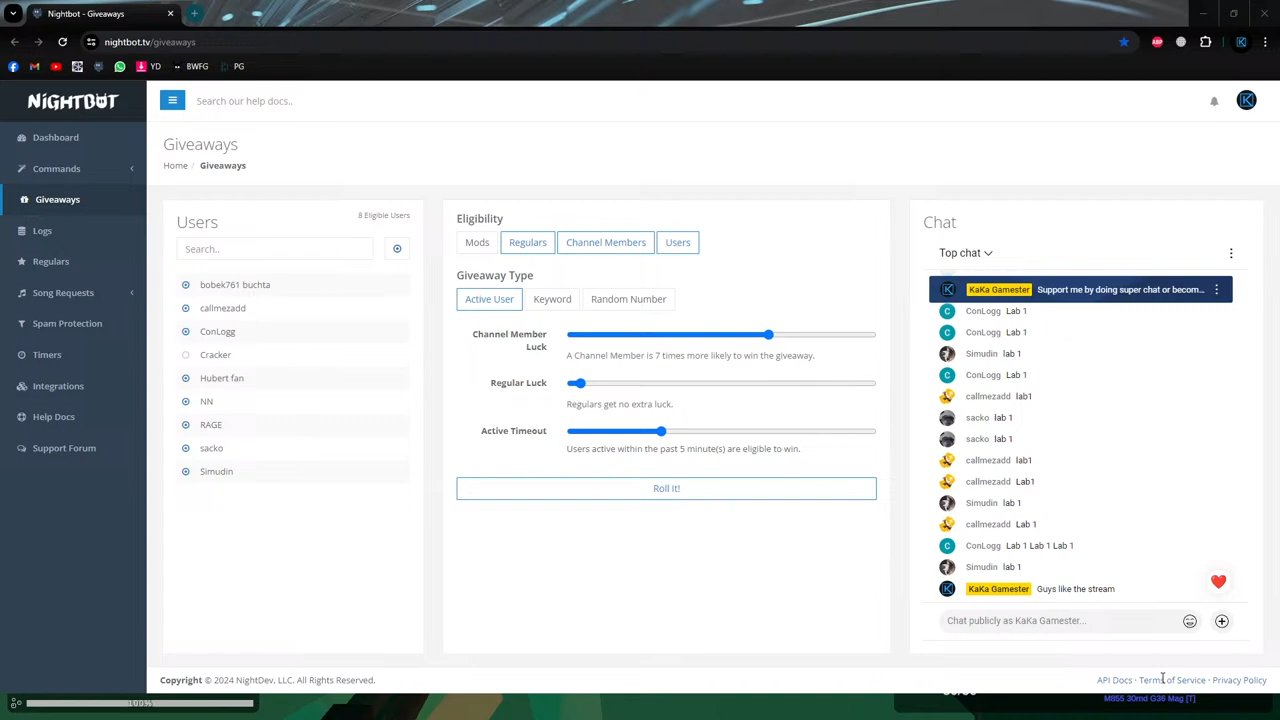 Nightbot - Giveaways
nightbot.tv/giveaways
YD
BWFG
PG
NiGHTBOT
Search our help docs..
Dashboard
Commands
Giveaways
Logs
Regulars
Song Requests
Spam Protection
Timers
Integrations
Help Docs
Support Forum
Giveaways
Home / Giveaways
Users
8 Eligible Users
Search..
bobek761 buchta
callmezadd
ConLogg
Cracker
Hubert fan
NN
RAGE
sacko
Simudin
Eligibility
Mods Regulars Channel Members Users
Giveaway Type
Active User Keyword Random Number
Channel Member Luck
A Channel Member is 7 times more likely to win the giveaway.
Regular Luck
Regulars get no extra luck.
Active Timeout
Users active within the past 5 minute(s) are eligible to win.
Roll It!
Chat
Top chat
KaKa Gamester Support me by doing super chat or becom...
ConLogg Lab 1
ConLogg Lab 1
Simudin lab 1
ConLogg Lab 1
callmezadd lab1
sacko lab 1
sacko lab 1
callmezadd lab1
callmezadd Lab1
Simudin lab 1
callmezadd Lab 1
ConLogg Lab 1 Lab 1 Lab 1
Simudin lab 1
KaKa Gamester Guys like the stream
Chat publicly as KaKa Gamester...
Copyright © 2024 NightDev, LLC. All Rights Reserved.
API Docs · Terms of Service · Privacy Policy
100%
M855 30rnd G36 Mag [T]